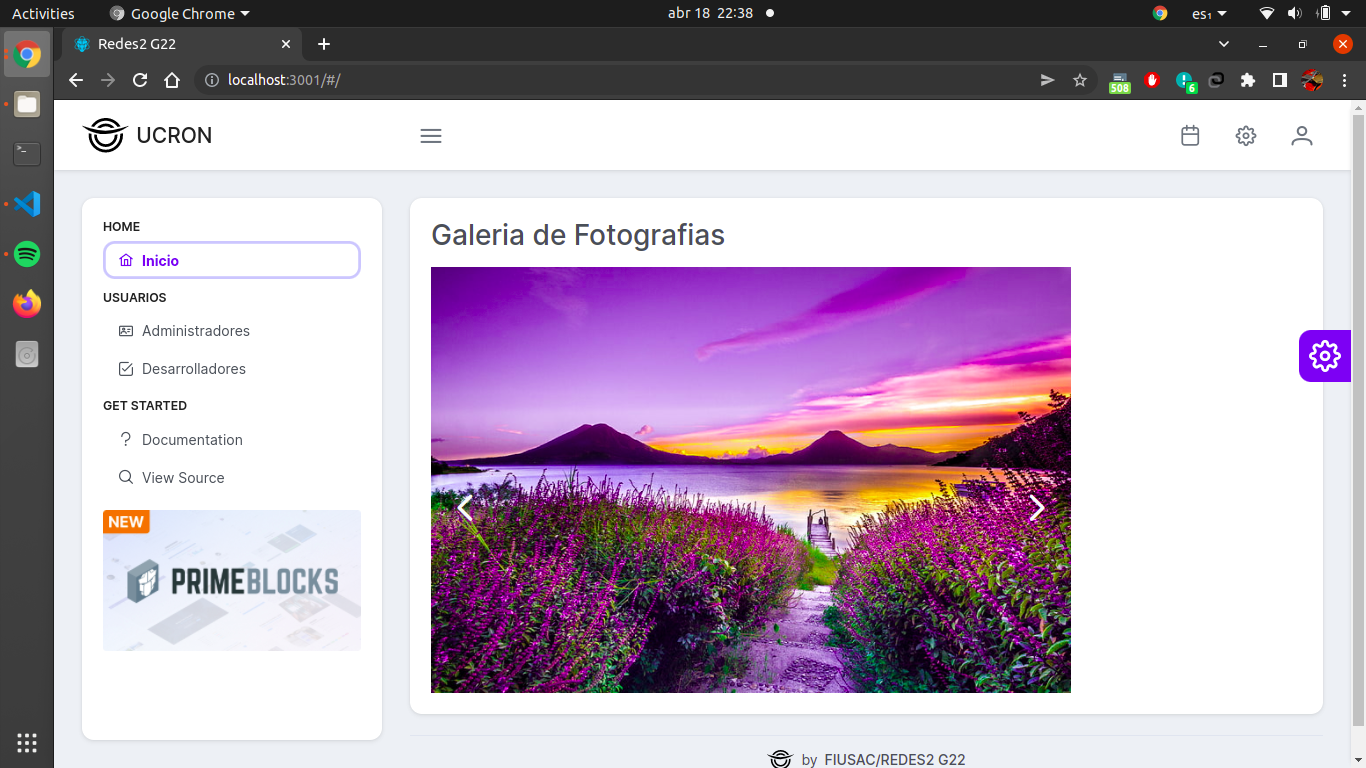 Activities Google Chrome abr 18 22:38 es₁
Redes2 G22
localhost:3001/#/ 508 6
UCRON
HOME
Inicio
USUARIOS
Administradores
Desarrolladores
GET STARTED
Documentation
View Source
NEW
PRIMEBLOCKS
Galeria de Fotografias
by FIUSAC/REDES2 G22